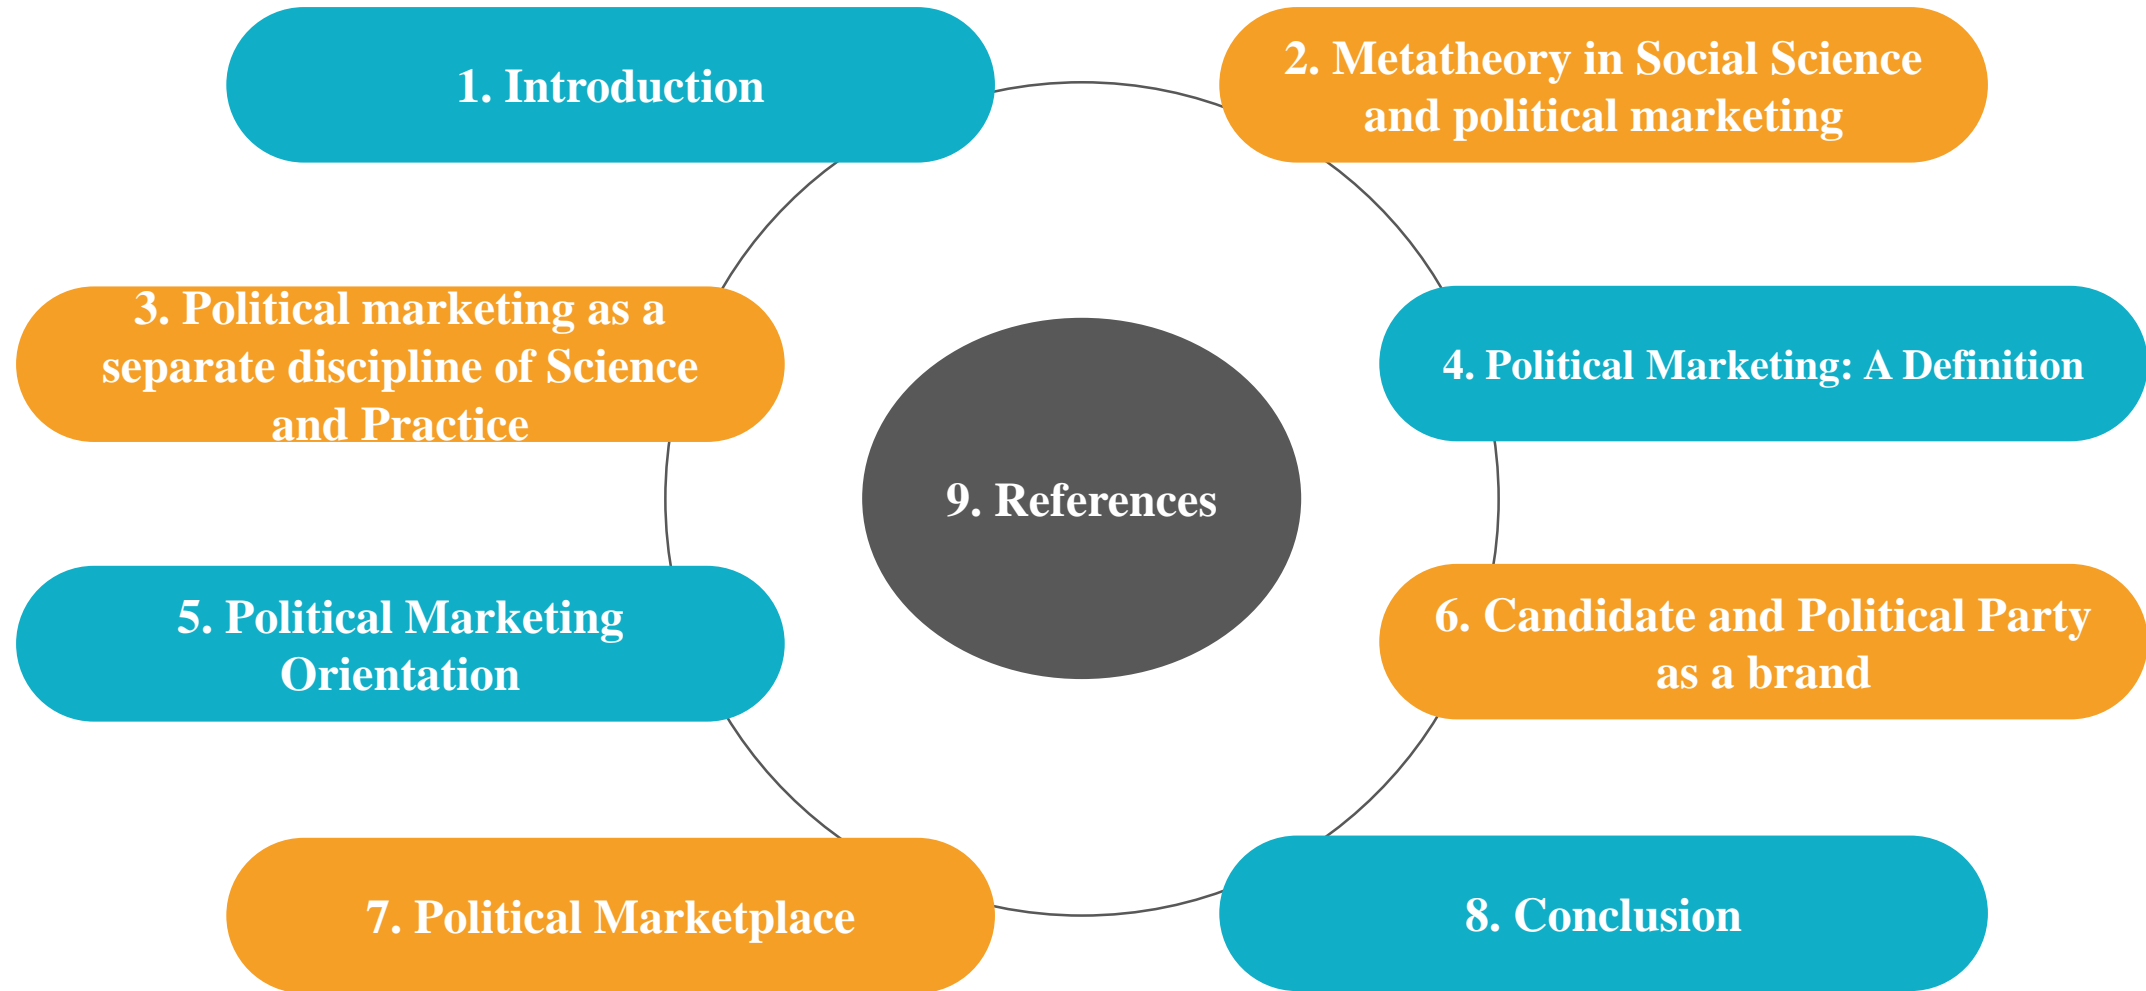 1. Introduction
2. Metatheory in Social Science
and political marketing
3. Political marketing as a
separate discipline of Science
and Practice
4. Political Marketing: A Definition
9. References
5. Political Marketing
Orientation
6. Candidate and Political Party
as a brand
7. Political Marketplace
8. Conclusion